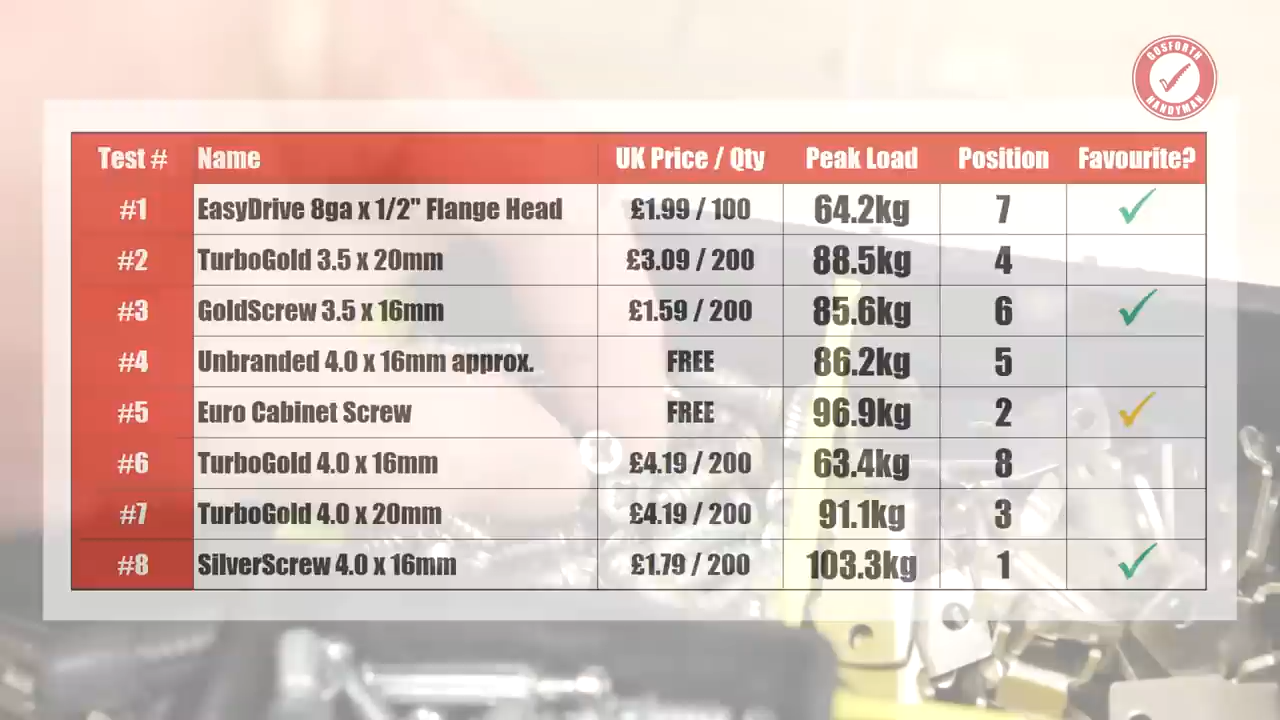 GOSFORTH
HANDYMAN
Test # Name UK Price / Qty Peak Load Position Favourite?
#1 EasyDrive 8ga x 1/2" Flange Head £1.99 / 100 64.2kg 7
#2 TurboGold 3.5 x 20mm £3.09 / 200 88.5kg 4
#3 GoldScrew 3.5 x 16mm £1.59 / 200 85.6kg 6
#4 Unbranded 4.0 x 16mm approx. FREE 86.2kg 5
#5 Euro Cabinet Screw FREE 96.9kg 2
#6 TurboGold 4.0 x 16mm £4.19 / 200 63.4kg 8
#7 TurboGold 4.0 x 20mm £4.19 / 200 91.1kg 3
#8 SilverScrew 4.0 x 16mm £1.79 / 200 103.3kg 1